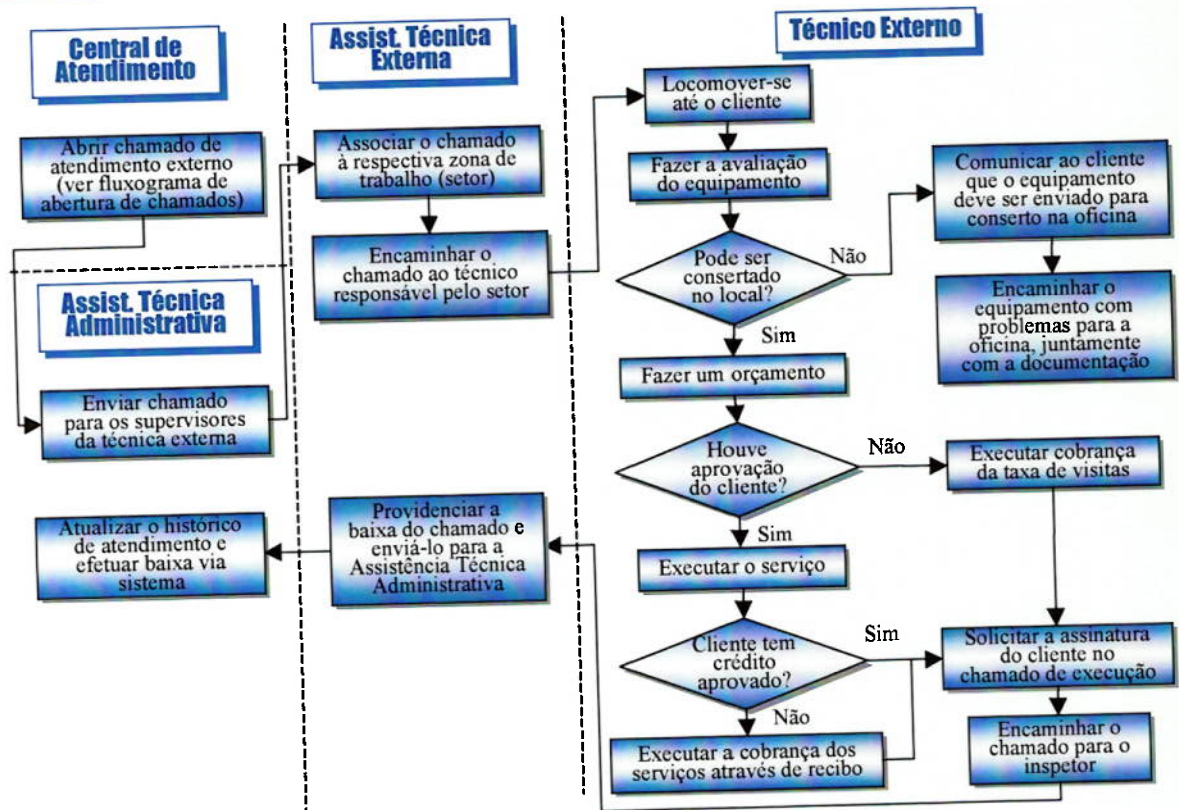 Central de
Atendimento
Abrir chamado de
atendimento externo
(ver fluxograma de
abertura de chamados)
Assist. Técnica
Administrativa
Enviar chamado
para os supervisores
da técnica externa
Atualizar o histórico
de atendimento e
efetuar baixa via
sistema
Assist. Técnica
Externa
Associar o chamado
à respectiva zona de
trabalho (setor)
Encaminhar o
chamado ao técnico
responsável pelo setor
Providenciar a
baixa do chamado e
enviá-lo para a
Assistência Técnica
Administrativa
Técnico Externo
Locomover-se
até o cliente
Fazer a avaliação
do equipamento
Pode ser
consertado
no local?
Não
Comunicar ao cliente
que o equipamento
deve ser enviado para
conserto na oficina
Encaminhar o
equipamento com
problemas para a
oficina, juntamente
com a documentação
Sim
Fazer um orçamento
Houve
aprovação
do cliente?
Não
Executar cobrança
da taxa de visitas
Sim
Executar o serviço
Cliente tem
crédito
aprovado?
Sim
Solicitar a assinatura
do cliente no
chamado de execução
Não
Executar a cobrança dos
serviços através de recibo
Encaminhar o
chamado para o
inspetor